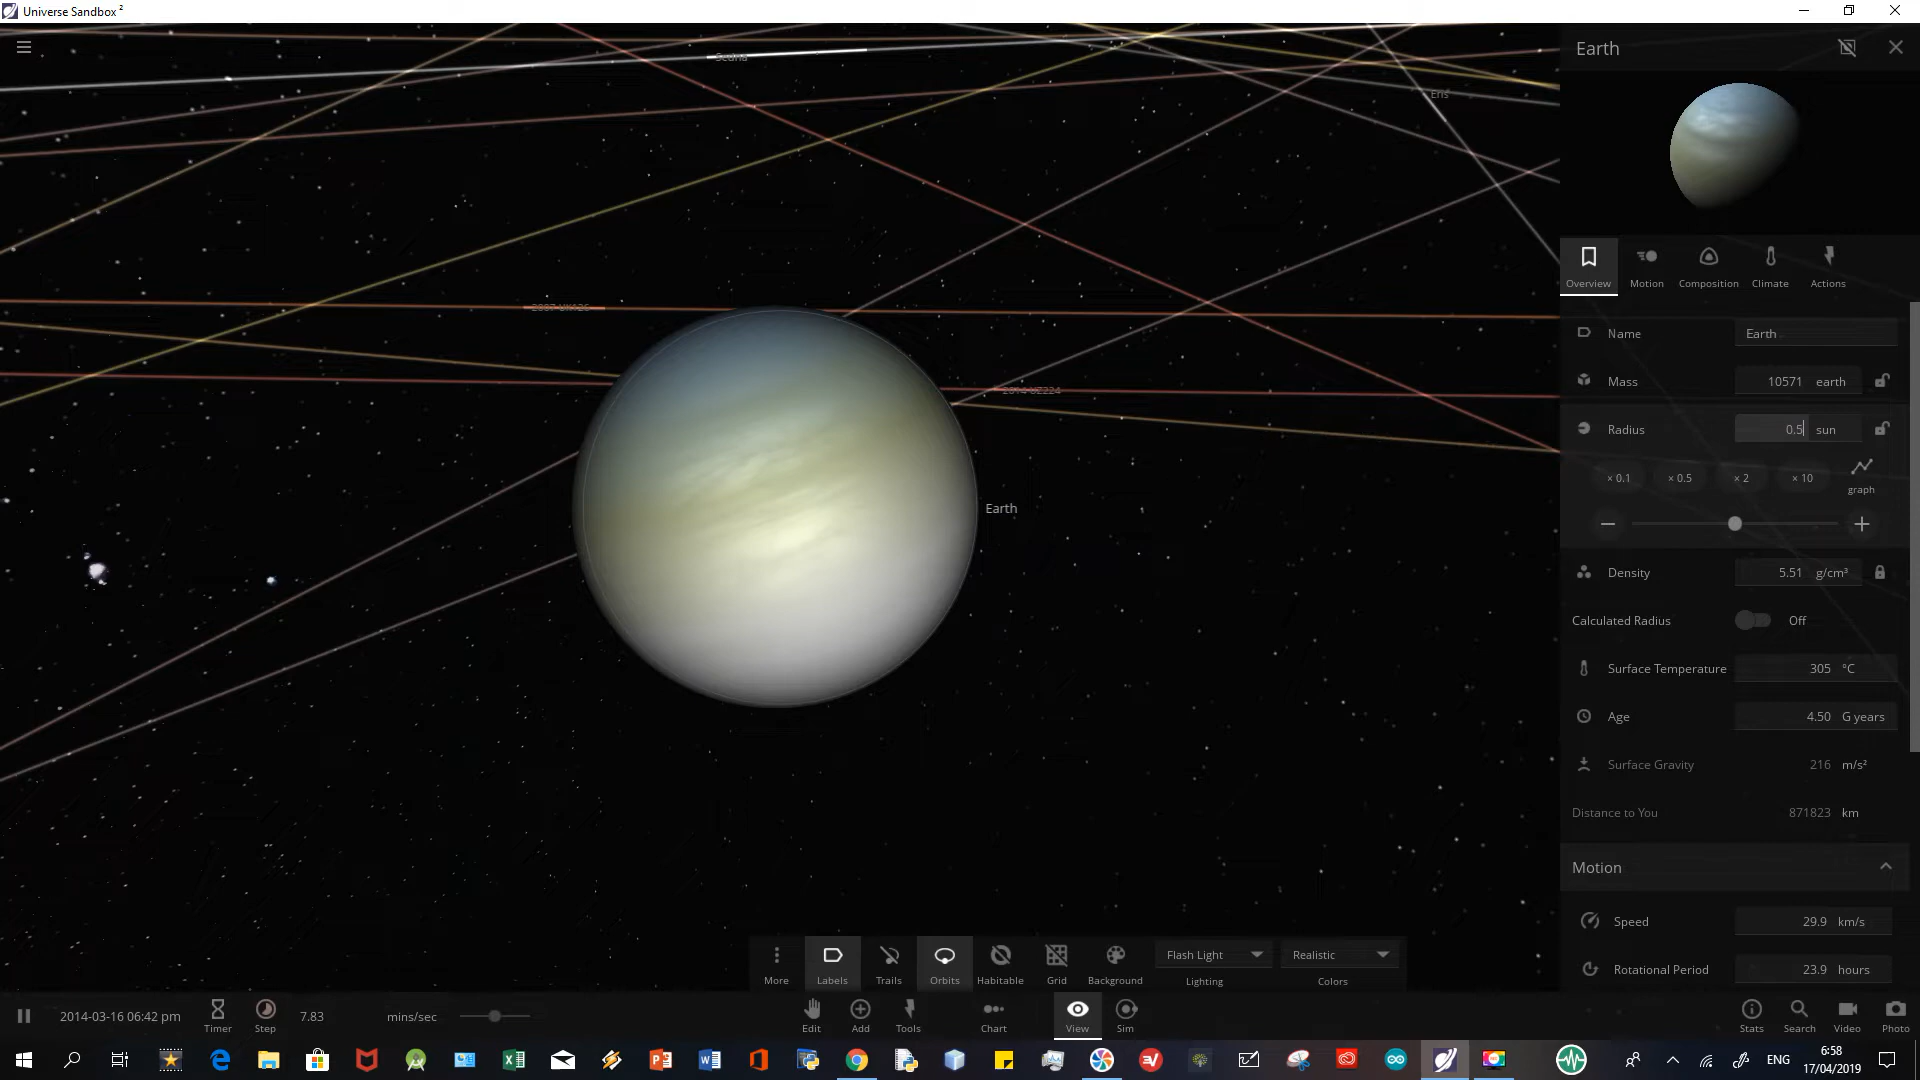 Universe Sandbox ²
Sedna
Eris
2007 UK126
2014 UZ224
Earth
Earth
Overview
Motion
Composition
Climate
Actions
Name Earth
Mass 10571 earth
Radius 0.5 sun
× 0.1 × 0.5 × 2 × 10
graph
Density 5.51 g/cm³
Calculated Radius Off
Surface Temperature 305 °C
Age 4.50 G years
Surface Gravity 216 m/s²
Distance to You 871823 km
Motion
Speed 29.9 km/s
Rotational Period 23.9 hours
More
Labels
Trails
Orbits
Habitable
Grid
Background
Flash Light
Lighting
Realistic
Colors
2014-03-16 06:42 pm
Timer
Step
7.83 mins/sec
Edit
Add
Tools
Chart
View
Sim
Stats
Search
Video
Photo
ENG
6:58
17/04/2019